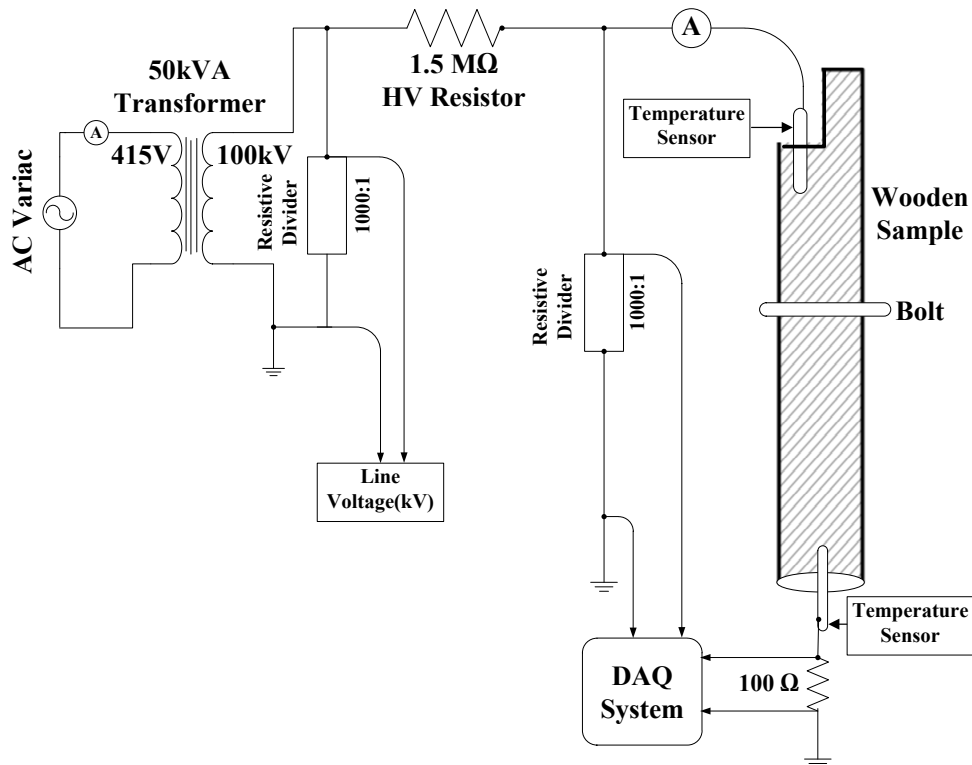 50kVA
Transformer
A
415V
100kV
AC Variac
Resistive
Divider
1000:1
1.5 MΩ
HV Resistor
A
Temperature
Sensor
Wooden
Sample
Bolt
Resistive
Divider
1000:1
Line
Voltage(kV)
Temperature
Sensor
DAQ
System
100 Ω